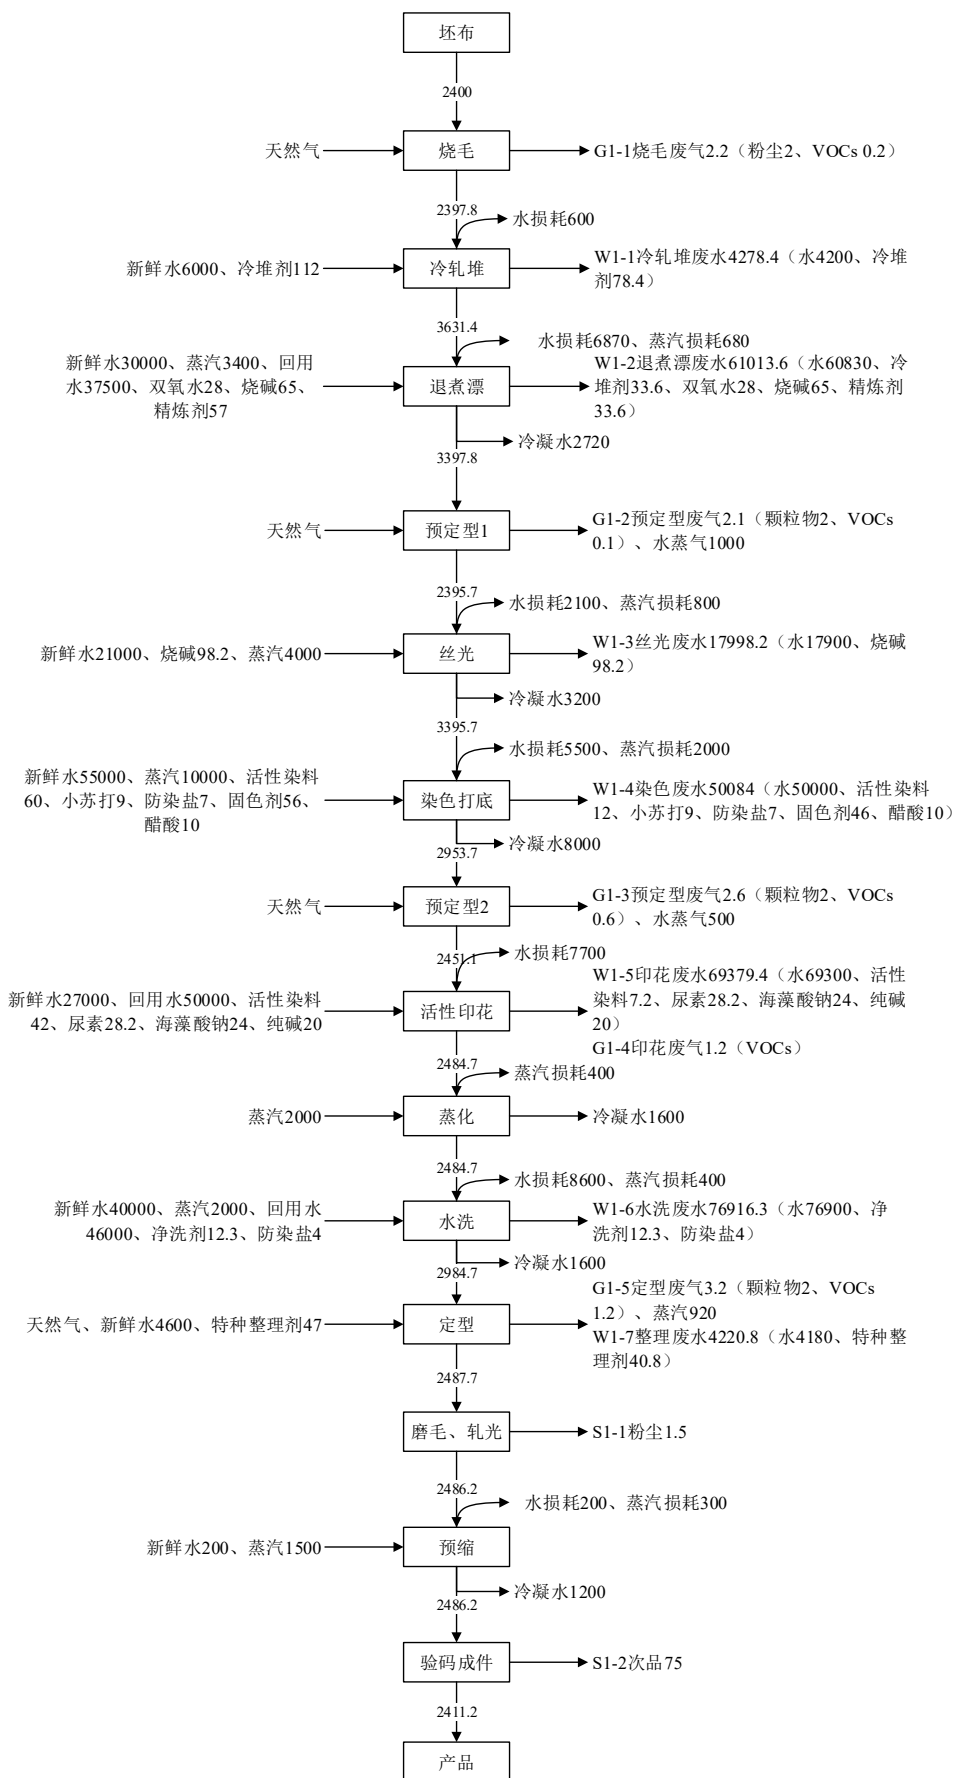 坯布
2400
天然气
烧毛
G1-1烧毛废气2.2（粉尘2、VOCs 0.2）
2397.8
水损耗600
新鲜水6000、冷堆剂112
冷轧堆
W1-1冷轧堆废水4278.4（水4200、冷堆
剂78.4）
3631.4
水损耗6870、蒸汽损耗680
新鲜水30000、蒸汽3400、回用
水37500、双氧水28、烧碱65、
精炼剂57
退煮漂
W1-2退煮漂废水61013.6（水60830、冷
堆剂33.6、双氧水28、烧碱65、精炼剂
33.6）
冷凝水2720
3397.8
天然气
预定型1
G1-2预定型废气2.1（颗粒物2、VOCs
0.1）、水蒸气1000
2395.7
水损耗2100、蒸汽损耗800
新鲜水21000、烧碱98.2、蒸汽4000
丝光
W1-3丝光废水17998.2（水17900、烧碱
98.2）
冷凝水3200
3395.7
水损耗5500、蒸汽损耗2000
新鲜水55000、蒸汽10000、活性染料
60、小苏打9、防染盐7、固色剂56、
醋酸10
染色打底
W1-4染色废水50084（水50000、活性染料
12、小苏打9、防染盐7、固色剂46、醋酸10）
冷凝水8000
2953.7
天然气
预定型2
G1-3预定型废气2.6（颗粒物2、VOCs
0.6）、水蒸气500
2451.1
水损耗7700
新鲜水27000、回用水50000、活性染料
42、尿素28.2、海藻酸钠24、纯碱20
活性印花
W1-5印花废水69379.4（水69300、活性
染料7.2、尿素28.2、海藻酸钠24、纯碱
20）
G1-4印花废气1.2（VOCs）
2484.7
蒸汽损耗400
蒸汽2000
蒸化
冷凝水1600
2484.7
水损耗8600、蒸汽损耗400
新鲜水40000、蒸汽2000、回用水
46000、净洗剂12.3、防染盐4
水洗
W1-6水洗废水76916.3（水76900、净
洗剂12.3、防染盐4）
冷凝水1600
2984.7
天然气、新鲜水4600、特种整理剂47
定型
G1-5定型废气3.2（颗粒物2、VOCs
1.2）、蒸汽920
W1-7整理废水4220.8（水4180、特种整
理剂40.8）
2487.7
磨毛、轧光
S1-1粉尘1.5
2486.2
水损耗200、蒸汽损耗300
新鲜水200、蒸汽1500
预缩
冷凝水1200
2486.2
验码成件
S1-2次品75
2411.2
产品